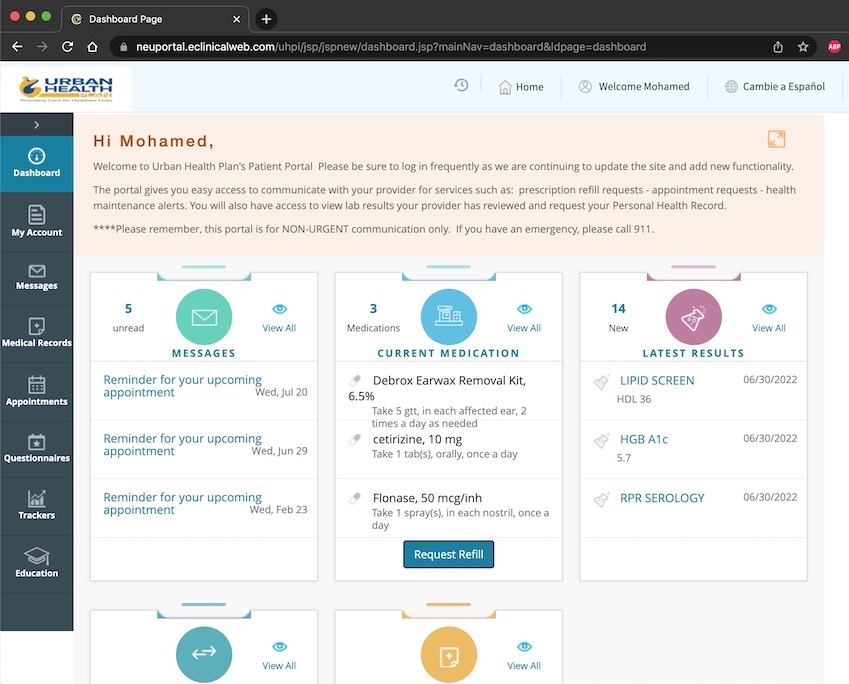 Dashboard Page
neuportal.eclinicalweb.com/uhpi/jsp/jspnew/dashboard.jsp?mainNav=dashboard&ldpage=dashboard
ABP
URBAN
HEALTH
PLAN
Providing Care for Healthier Lives
Home
Welcome Mohamed
Cambie a Español
Dashboard
My Account
Messages
Medical Records
Appointments
Questionnaires
Trackers
Education
Hi Mohamed,
Welcome to Urban Health Plan's Patient Portal Please be sure to log in frequently as we are continuing to update the site and add new functionality.
The portal gives you easy access to communicate with your provider for services such as: prescription refill requests - appointment requests - health
maintenance alerts. You will also have access to view lab results your provider has reviewed and request your Personal Health Record.
****Please remember, this portal is for NON-URGENT communication only. If you have an emergency, please call 911.
5
unread
View All
MESSAGES
Reminder for your upcoming
appointment
Wed, Jul 20
Reminder for your upcoming
appointment
Wed, Jun 29
Reminder for your upcoming
appointment
Wed, Feb 23
3
Medications
View All
CURRENT MEDICATION
Debrox Earwax Removal Kit,
6.5%
Take 5 gtt, in each affected ear, 2
times a day as needed
cetirizine, 10 mg
Take 1 tab(s), orally, once a day
Flonase, 50 mcg/inh
Take 1 spray(s), in each nostril, once a
day
Request Refill
14
New
View All
LATEST RESULTS
LIPID SCREEN
06/30/2022
HDL 36
HGB A1c
06/30/2022
5.7
RPR SEROLOGY
06/30/2022
View All
View All